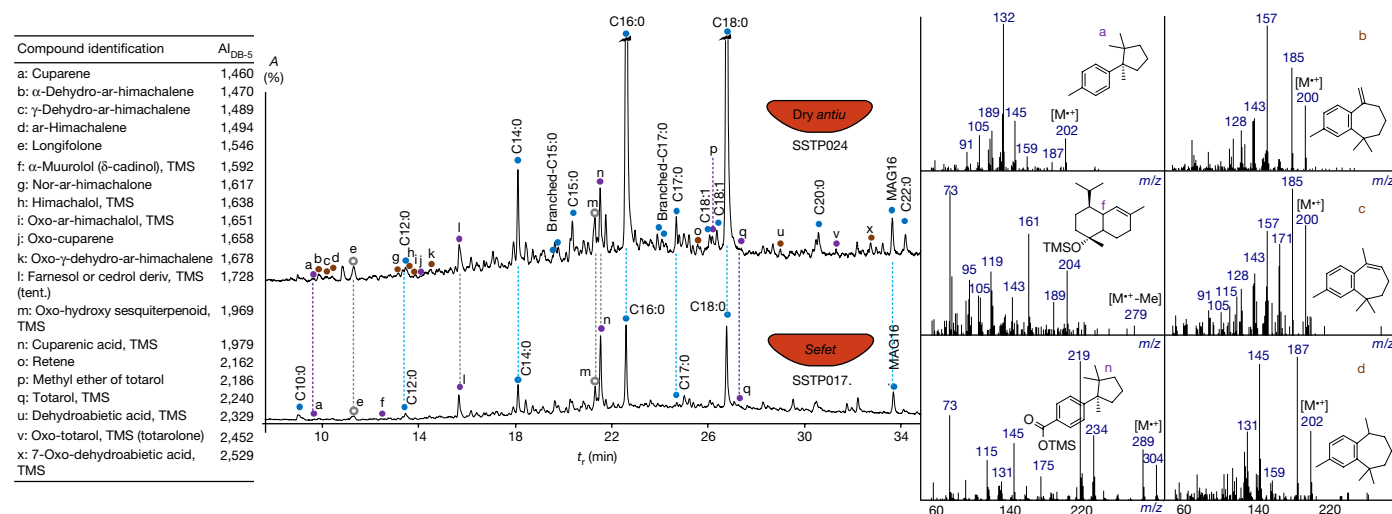 Compound identification AI DB-5
a: Cuparene 1,460
b: α-Dehydro-ar-himachalene 1,470
c: γ-Dehydro-ar-himachalene 1,489
d: ar-Himachalene 1,494
e: Longifolone 1,546
f: α-Muurolol (δ-cadinol), TMS 1,592
g: Nor-ar-himachalone 1,617
h: Himachalol, TMS 1,638
i: Oxo-ar-himachalol, TMS 1,651
j: Oxo-cuparene 1,658
k: Oxo-γ-dehydro-ar-himachalene 1,678
l: Farnesol or cedrol deriv, TMS 1,728
(tent.)
m: Oxo-hydroxy sesquiterpenoid, 1,969
TMS
n: Cuparenic acid, TMS 1,979
o: Retene 2,162
p: Methyl ether of totarol 2,186
q: Totarol, TMS 2,240
u: Dehydroabietic acid, TMS 2,329
v: Oxo-totarol, TMS (totarolone) 2,452
x: 7-Oxo-dehydroabietic acid, 2,529
TMS
A
(%)
C16:0
C18:0
Dry antiu
SSTP024
C14:0
Branched-C15:0
C15:0
Branched-C17:0
C17:0
C18:1
C18:1
C20:0
MAG16
C22:0
a b c d e g C12:0 h i j k l m n o p q u v x
C10:0
a
e
f
C12:0
l
C14:0
m
n
C16:0
C17:0
C18:0
q
MAG16
Sefet
SSTP017.
10 14 18 22 26 30 34
tr (min)
132
a
189
145
105
91
159
187
[M•+]
202
m/z
157
b
185
[M•+]
200
143
128
m/z
73
f
TMSO
161
204
119
95
105
143
189
[M•+-Me]
279
m/z
185
c
[M•+]
200
157
171
143
128
115
91
105
m/z
219
n
O
OTMS
73
234
[M•+]
289
304
145
115
131
175
60 140 220 m/z
187
d
145
[M•+]
202
131
159
60 140 220 m/z